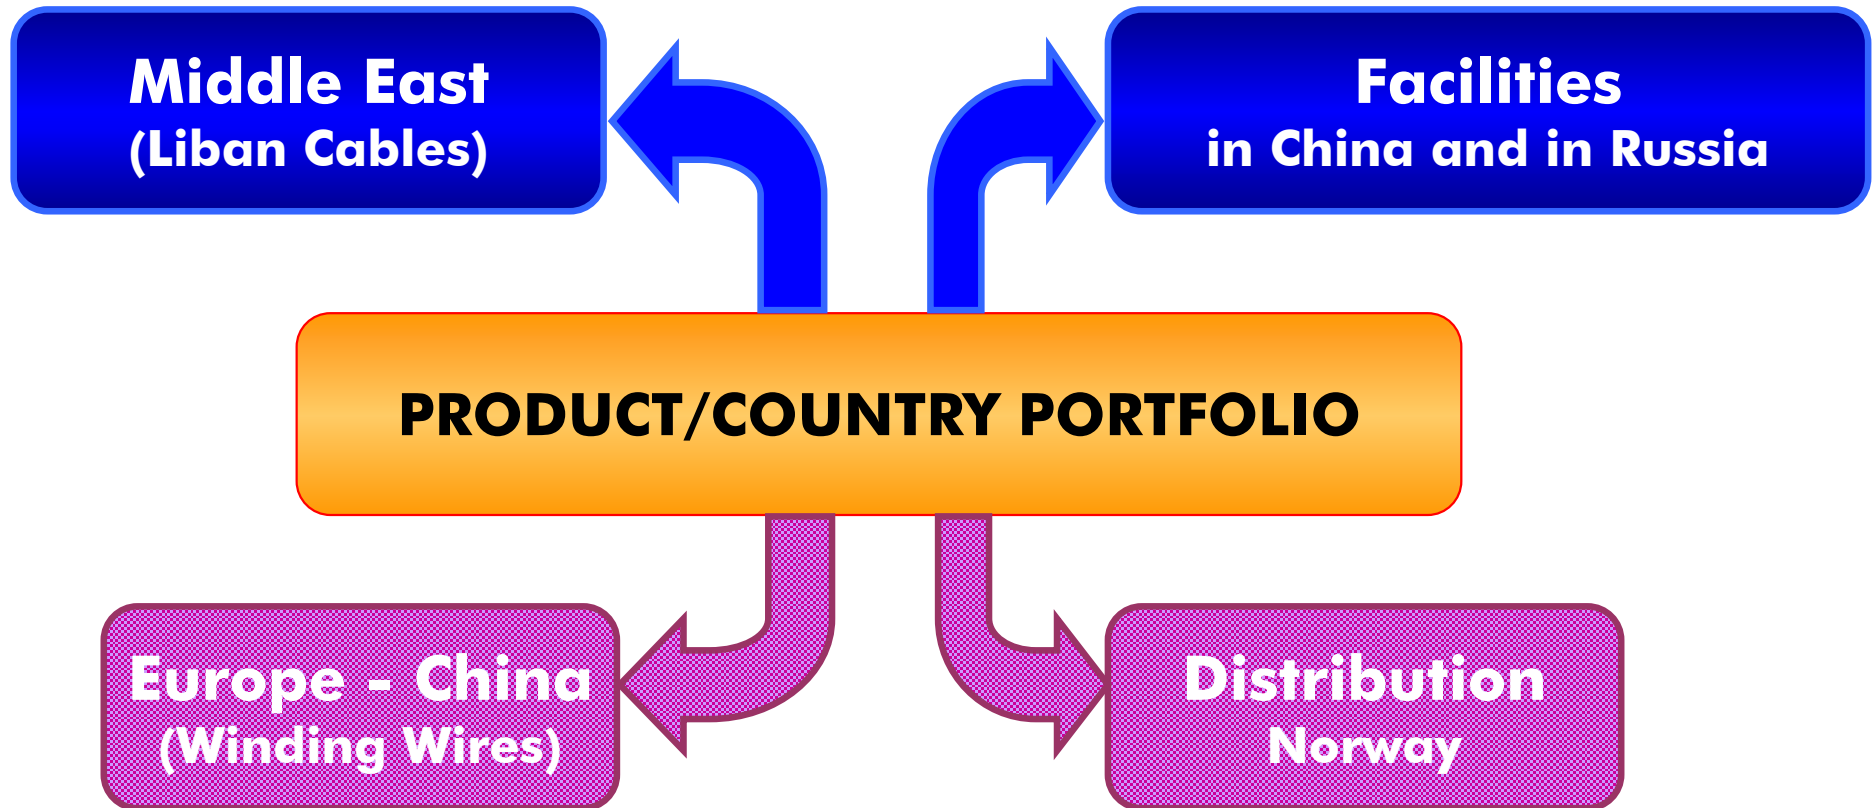 Middle East
(Liban Cables)
Facilities
in China and in Russia
PRODUCT/COUNTRY PORTFOLIO
Europe - China
(Winding Wires)
Distribution
Norway